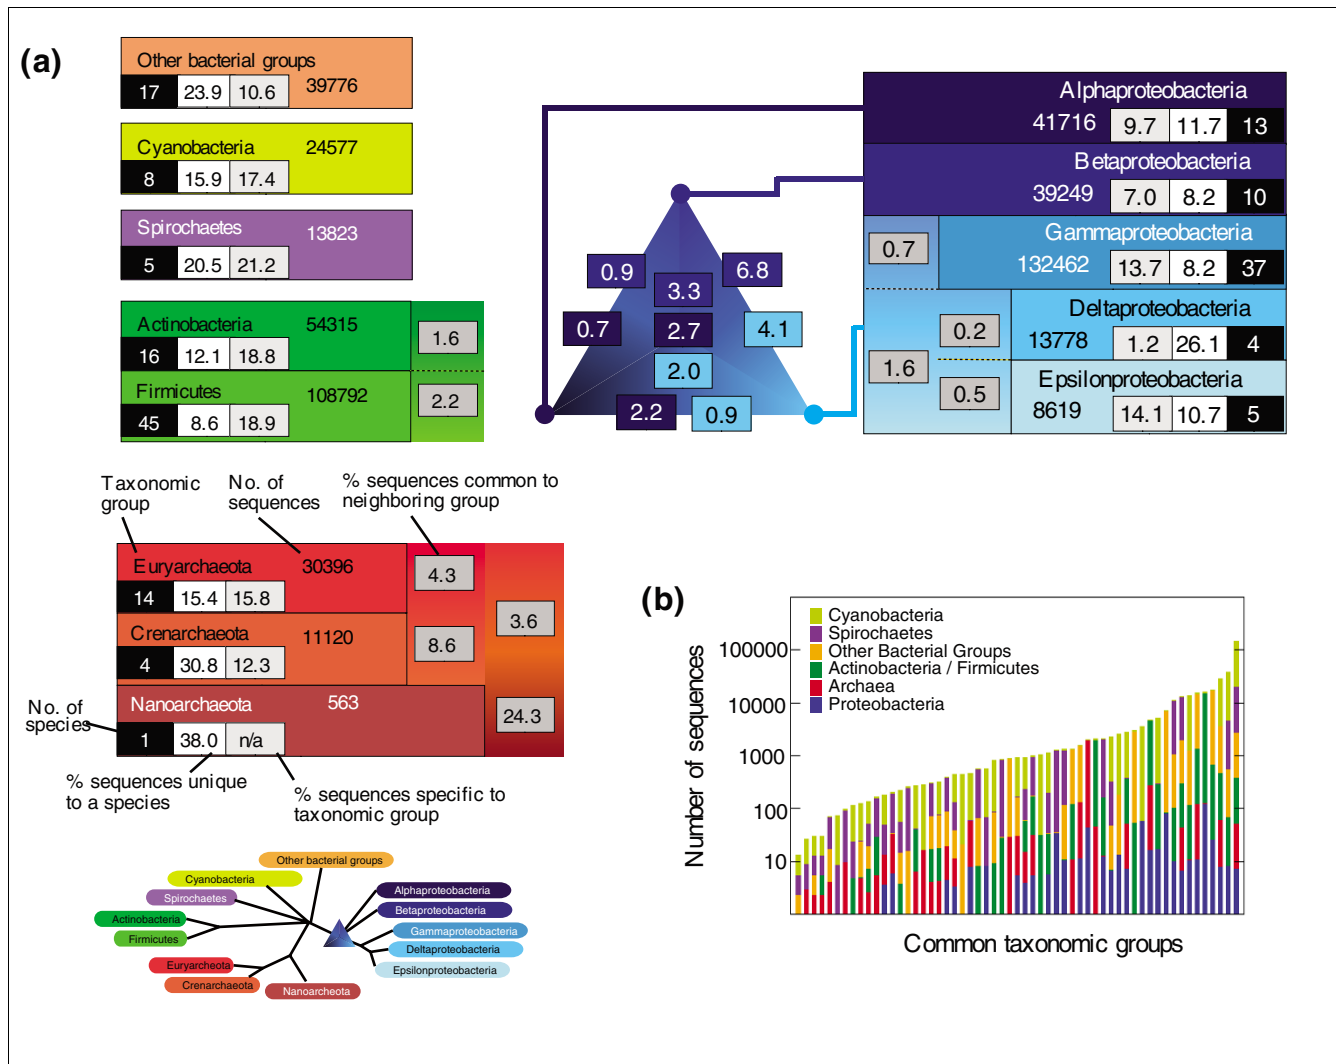 (a)
Other bacterial groups
17 23.9 10.6 39776
Cyanobacteria 24577
8 15.9 17.4
Spirochaetes 13823
5 20.5 21.2
Actinobacteria 54315
16 12.1 18.8
1.6
Firmicutes 108792
45 8.6 18.9
2.2
Alphaproteobacteria
41716 9.7 11.7 13
Betaproteobacteria
39249 7.0 8.2 10
Gammaproteobacteria
0.7
132462 13.7 8.2 37
Deltaproteobacteria
0.2
13778 1.2 26.1 4
1.6
Epsilonproteobacteria
0.5
8619 14.1 10.7 5
0.9 6.8
3.3
0.7 2.7 4.1
2.0
2.2 0.9
Taxonomic
group
No. of
sequences
% sequences common to
neighboring group
Euryarchaeota 30396
14 15.4 15.8
4.3
3.6
Crenarchaeota 11120
4 30.8 12.3
8.6
Nanoarchaeota 563
1 38.0 n/a
24.3
No. of
species
% sequences unique
to a species
% sequences specific to
taxonomic group
Other bacterial groups
Cyanobacteria
Spirochaetes
Actinobacteria
Firmicutes
Euryarcheota
Crenarchaeota
Nanoarcheota
Alphaproteobacteria
Betaproteobacteria
Gammaproteobacteria
Deltaproteobacteria
Epsilonproteobacteria
(b)
Number of sequences
100000
10000
1000
100
10
Cyanobacteria
Spirochaetes
Other Bacterial Groups
Actinobacteria / Firmicutes
Archaea
Proteobacteria
Common taxonomic groups